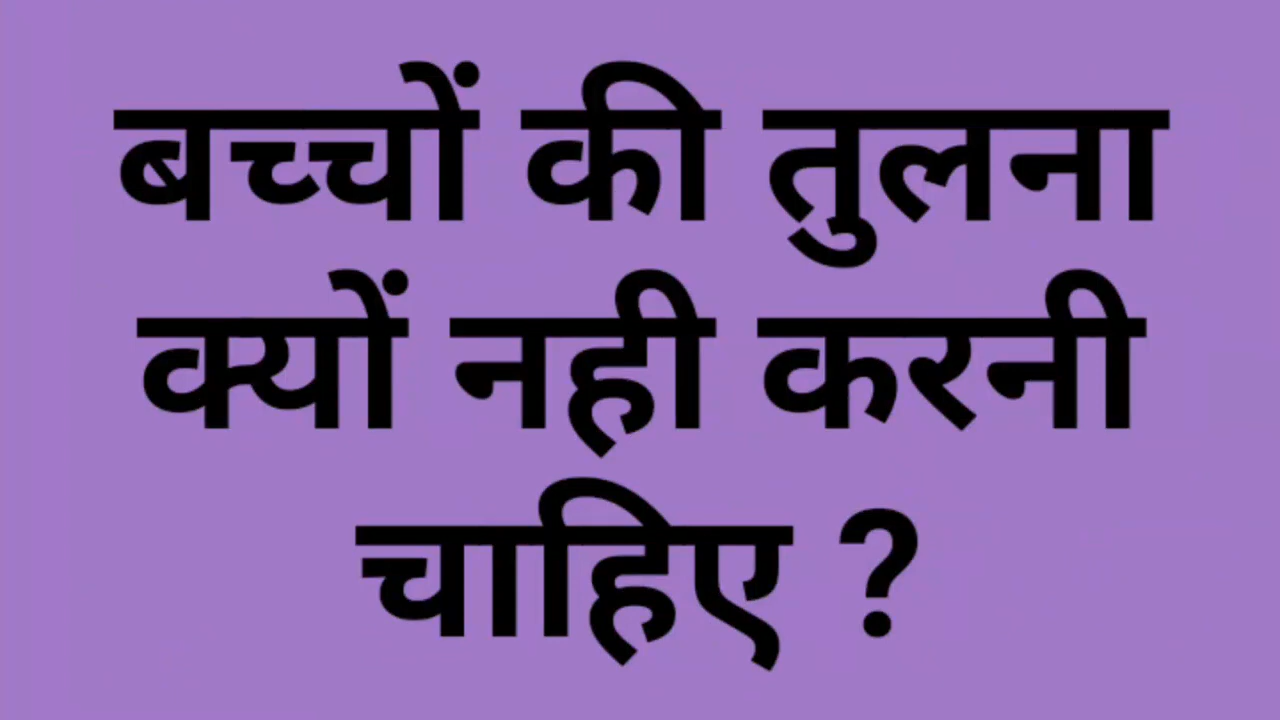 बच्चों की तुलना
क्यों नही करनी
चाहिए ?